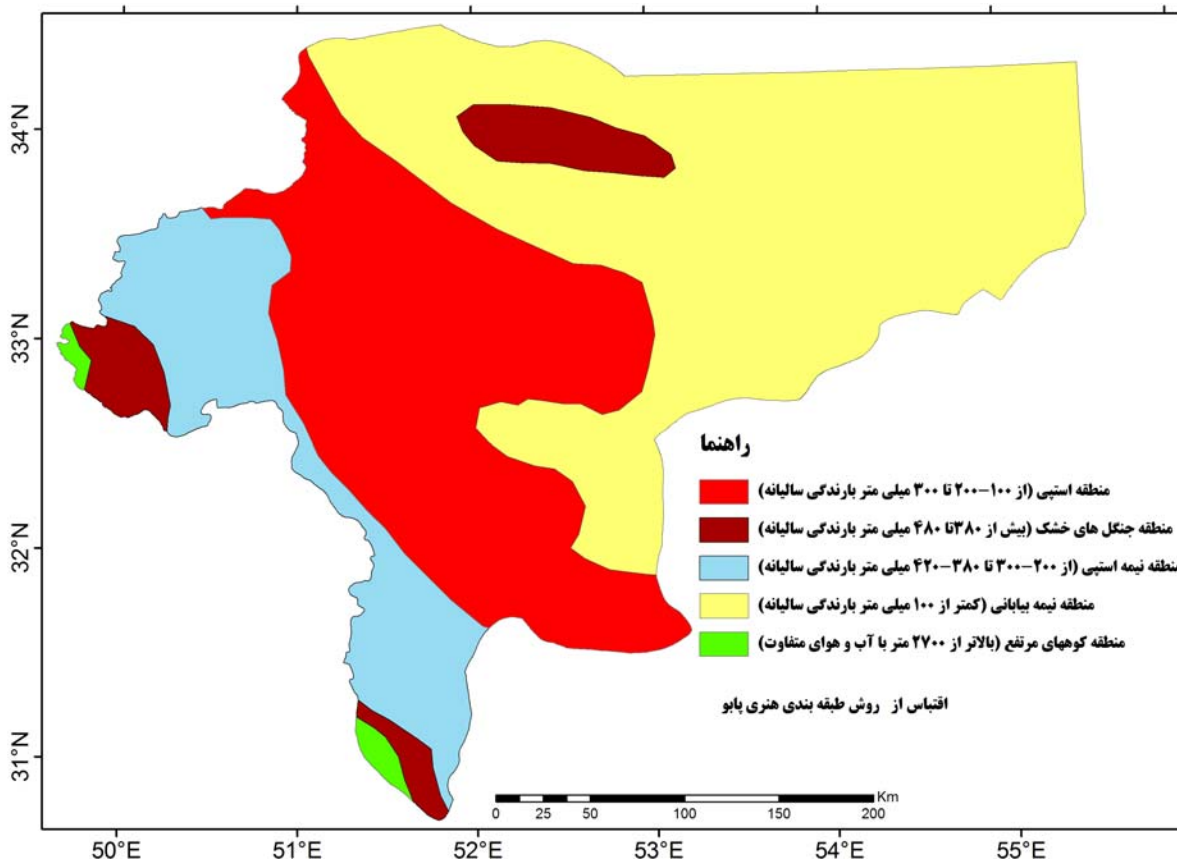 34°N
33°N
32°N
31°N
راهنما
منطقه استپی (از ۱۰۰-۲۰۰ تا ۳۰۰ میلی متر بارندگی سالیانه)
منطقه جنگل های خشک (بیش از ۳۸۰تا ۴۸۰ میلی متر بارندگی سالیانه)
منطقه نیمه استپی (از ۲۰۰-۳۰۰ تا ۳۸۰-۴۲۰ میلی متر بارندگی سالیانه)
منطقه نیمه بیابانی (کمتر از ۱۰۰ میلی متر بارندگی سالیانه)
منطقه کوههای مرتفع (بالاتر از ۲۷۰۰ متر با آب و هوای متفاوت)
اقتباس از روش طبقه بندی هنری پابو
Km
0 25 50 100 150 200
50°E 51°E 52°E 53°E 54°E 55°E